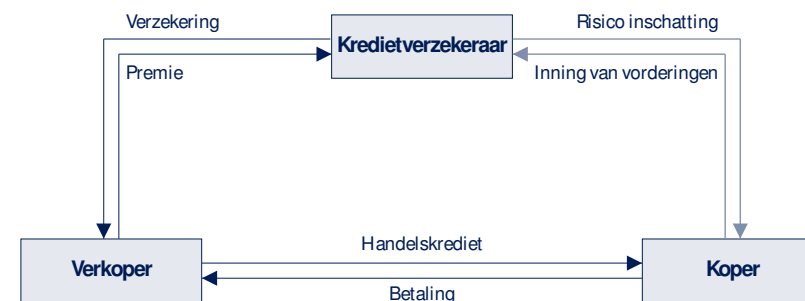 Verzekering
Risico inschatting
Kredietverzekeraar
Premie
Inning van vorderingen
Handelskrediet
Verkoper
Koper
Betaling